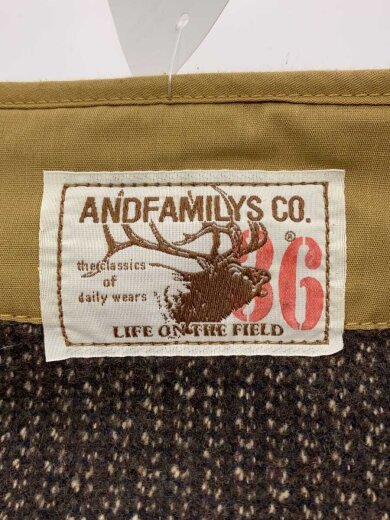 ANDFAMILYS CO.
the classics
of
daily wears
36
®
LIFE ON THE FIELD